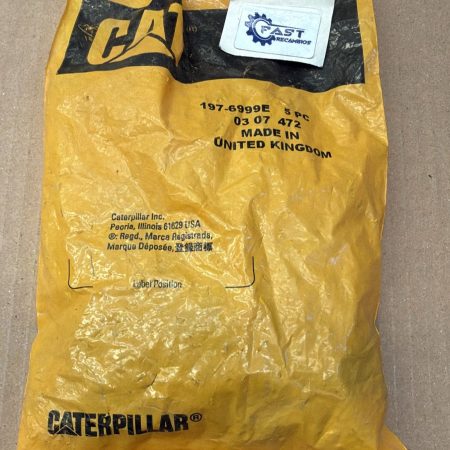 CAT
FAST
RECAMBIOS
197-6999E 5 PC
03 07 472
MADE IN
UNITED KINGDOM
Caterpillar Inc.
Peoria, Illinois 61629 USA
®: Regd., Marca Registrada,
Marque Déposée, 登録商標
Label Position
CATERPILLAR®